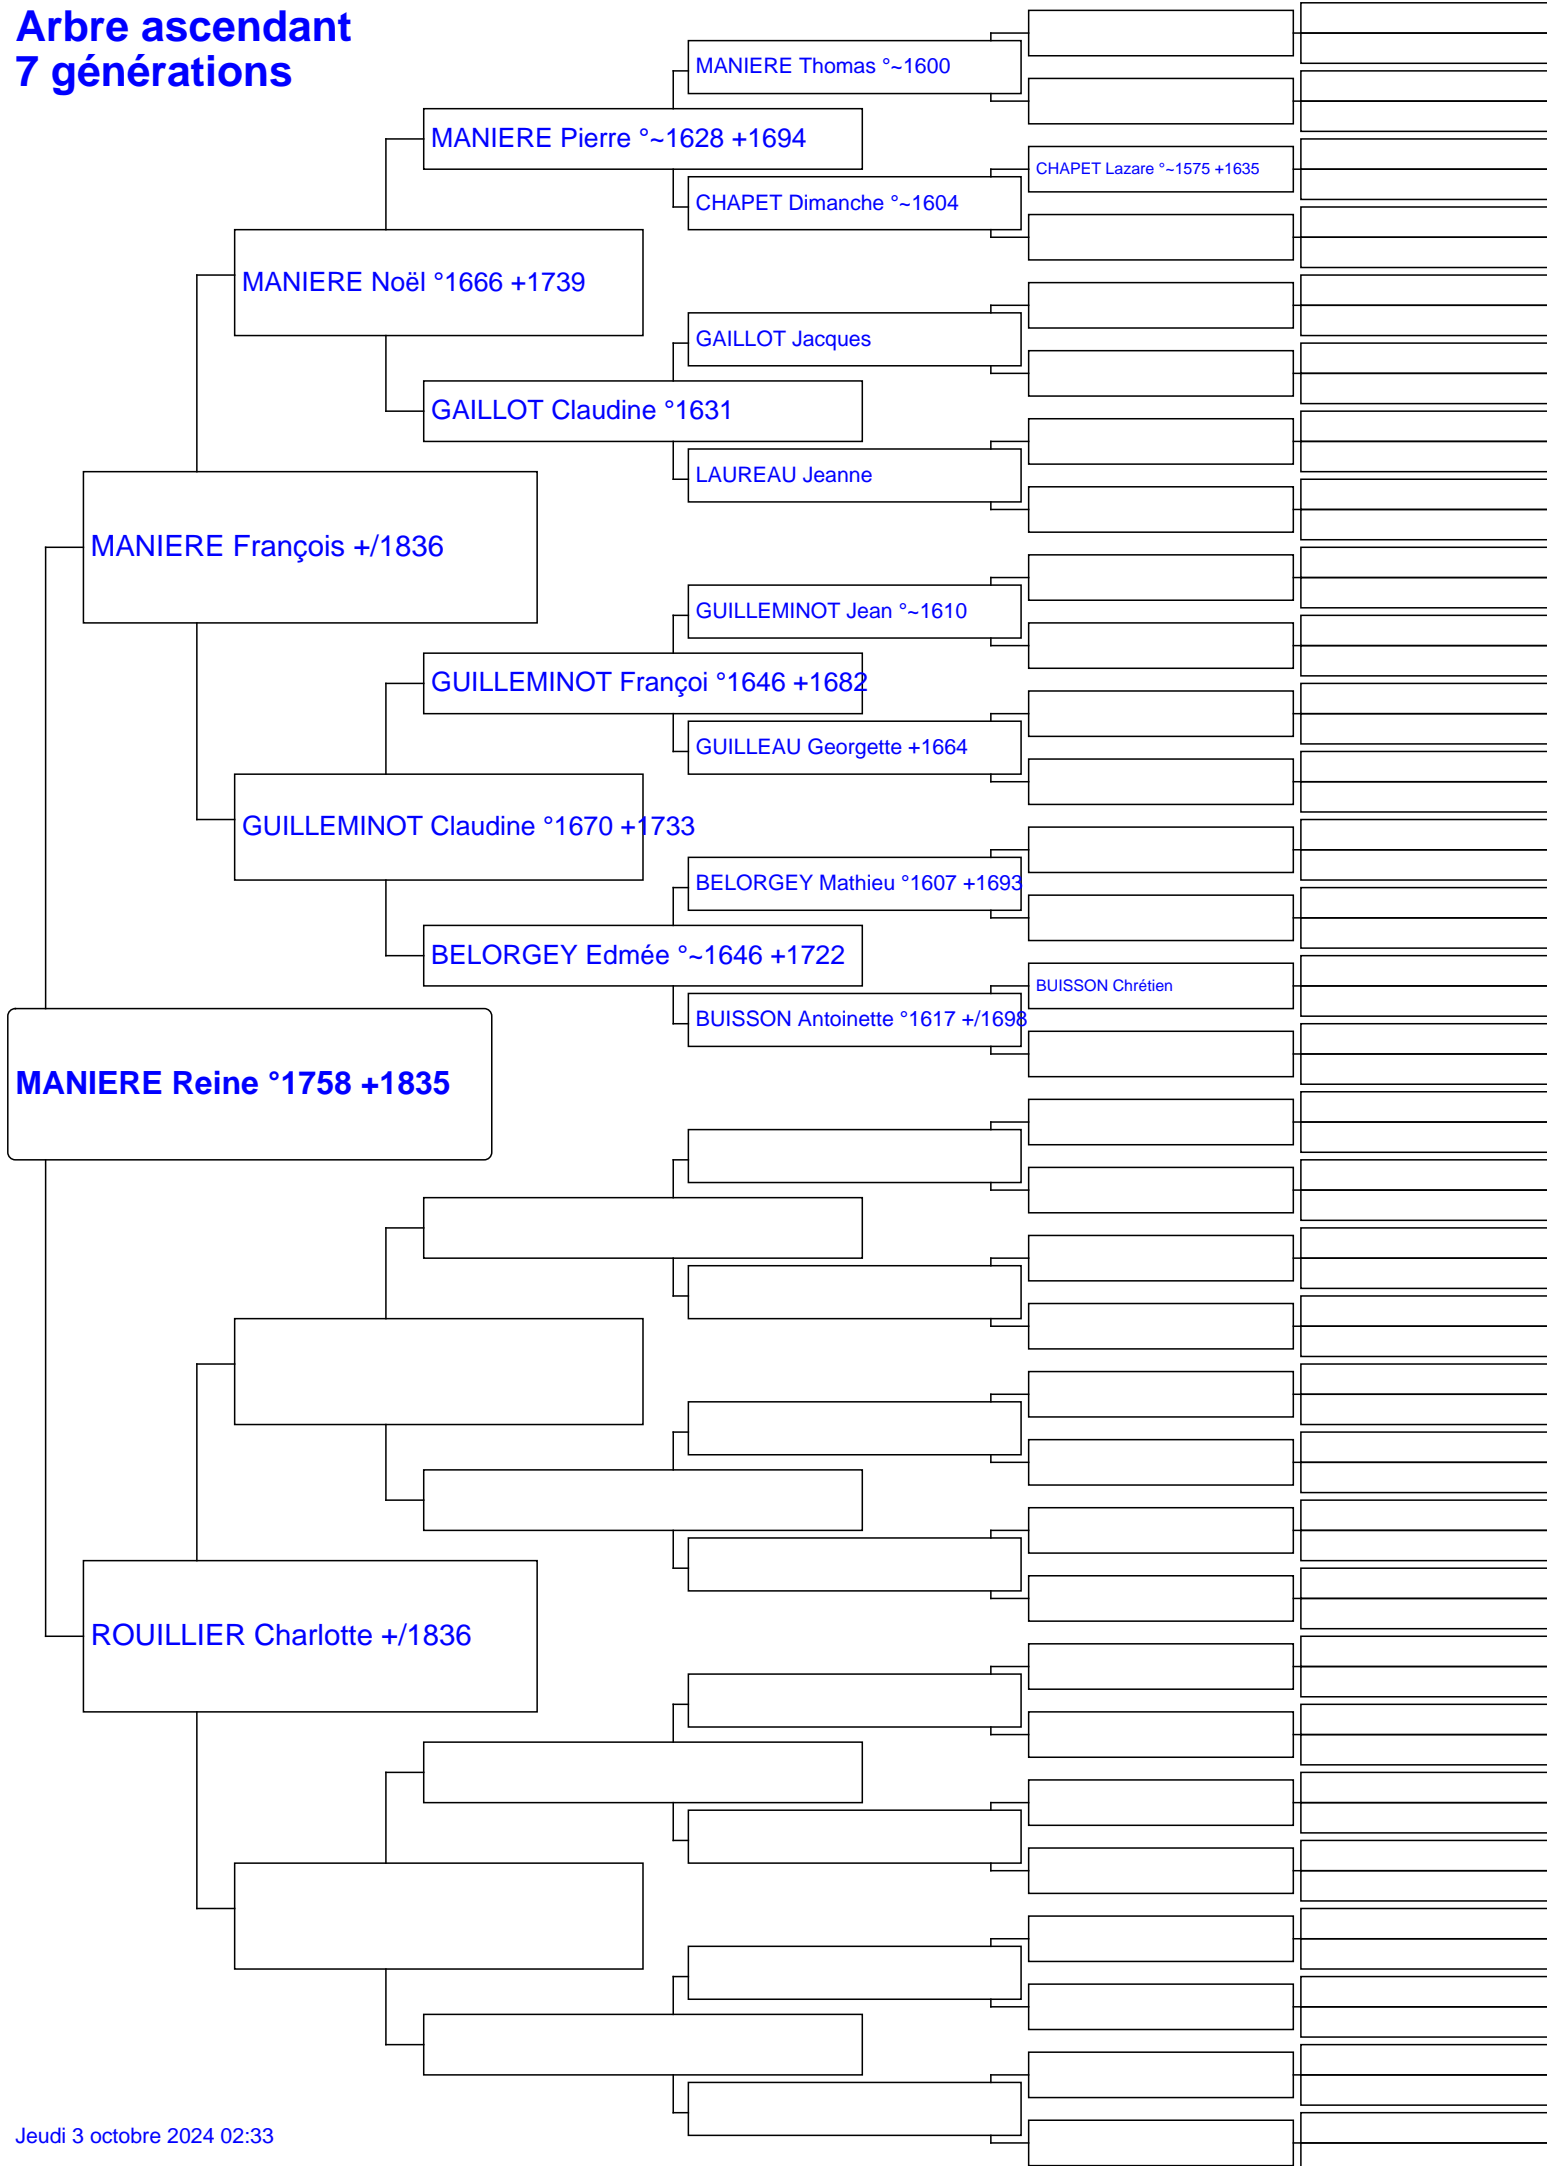 Arbre ascendant
7 générations
MANIERE Thomas °~1600
MANIERE Pierre °~1628 +1694
CHAPET Lazare °~1575 +1635
CHAPET Dimanche °~1604
MANIERE Noël °1666 +1739
GAILLOT Jacques
GAILLOT Claudine °1631
LAUREAU Jeanne
MANIERE François +/1836
GUILLEMINOT Jean °~1610
GUILLEMINOT Françoi °1646 +1682
GUILLEAU Georgette +1664
GUILLEMINOT Claudine °1670 +1733
BELORGEY Mathieu °1607 +1693
BELORGEY Edmée °~1646 +1722
BUISSON Chrétien
BUISSON Antoinette °1617 +/1698
MANIERE Reine °1758 +1835
ROUILLIER Charlotte +/1836
Jeudi 3 octobre 2024 02:33